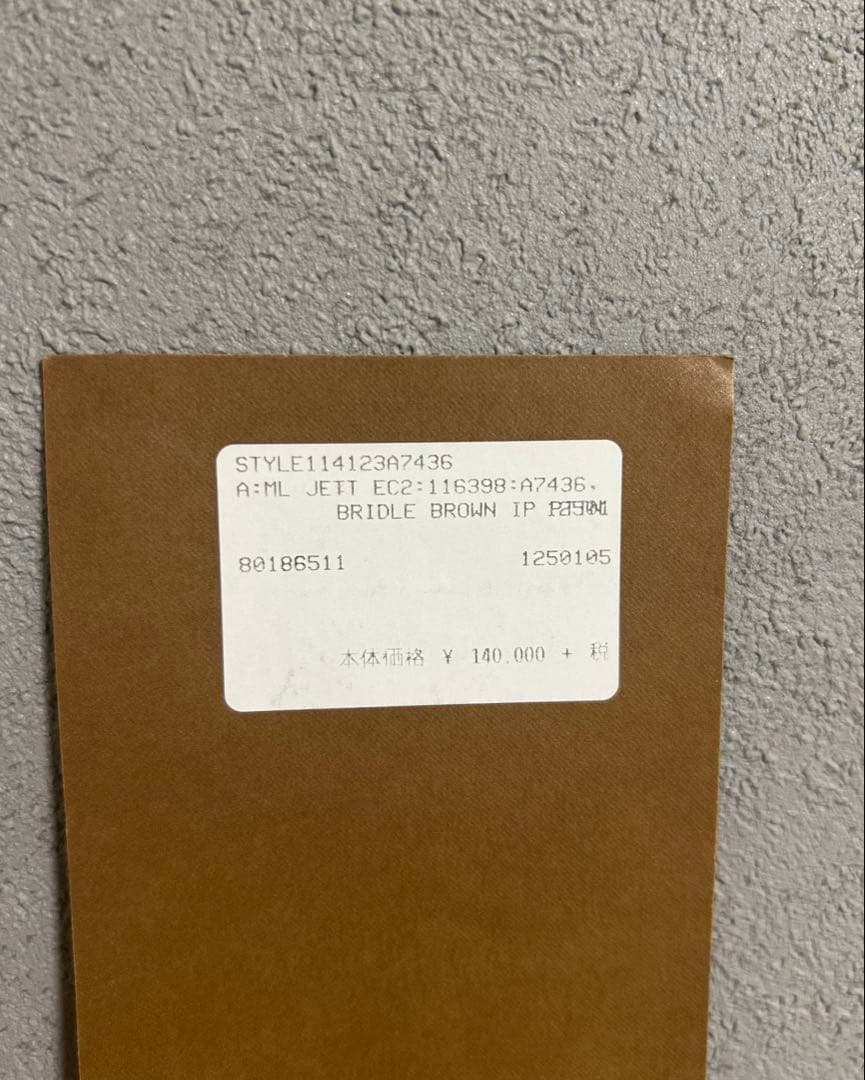 STYLE114123A7436
A:ML JETT EC2:116398:A7436.
BRIDLE BROWN IP
80186511 1250105
本体価格 ¥ 140,000 + 税